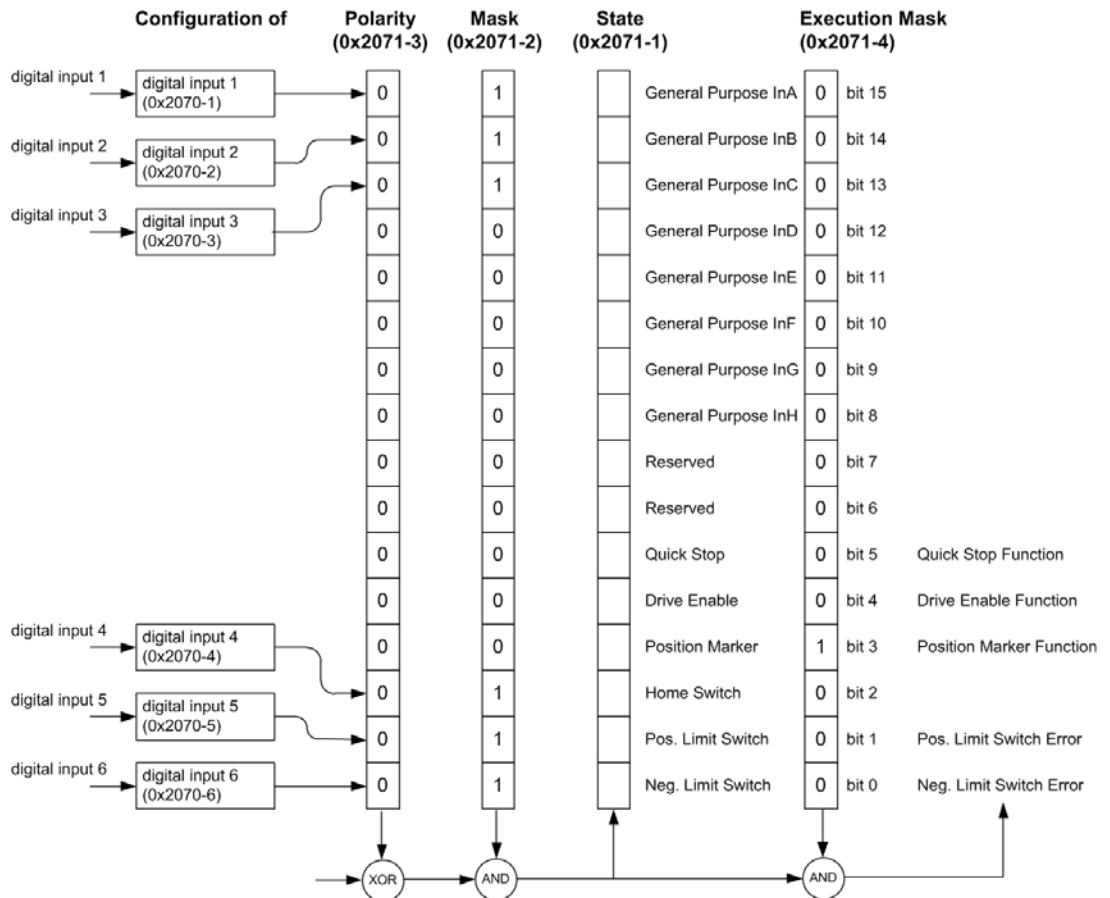 Configuration of Polarity Mask State Execution Mask
(0x2071-3) (0x2071-2) (0x2071-1) (0x2071-4)
digital input 1 digital input 1 0 1 General Purpose InA 0 bit 15
(0x2070-1)
digital input 2 digital input 2 0 1 General Purpose InB 0 bit 14
(0x2070-2)
digital input 3 digital input 3 0 1 General Purpose InC 0 bit 13
(0x2070-3)
0 0 General Purpose InD 0 bit 12
0 0 General Purpose InE 0 bit 11
0 0 General Purpose InF 0 bit 10
0 0 General Purpose InG 0 bit 9
0 0 General Purpose InH 0 bit 8
0 0 Reserved 0 bit 7
0 0 Reserved 0 bit 6
0 0 Quick Stop 0 bit 5 Quick Stop Function
0 0 Drive Enable 0 bit 4 Drive Enable Function
digital input 4 digital input 4 0 0 Position Marker 1 bit 3 Position Marker Function
(0x2070-4)
digital input 5 digital input 5 0 1 Home Switch 0 bit 2
(0x2070-5)
0 1 Pos. Limit Switch 0 bit 1 Pos. Limit Switch Error
digital input 6 digital input 6 0 1 Neg. Limit Switch 0 bit 0 Neg. Limit Switch Error
(0x2070-6)
XOR AND AND